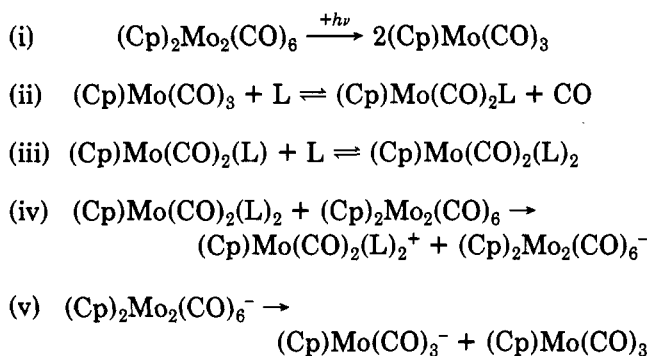 (i) (Cp)₂Mo₂(CO)₆ —+hν→ 2(Cp)Mo(CO)₃
(ii) (Cp)Mo(CO)₃ + L ⇌ (Cp)Mo(CO)₂L + CO
(iii) (Cp)Mo(CO)₂(L) + L ⇌ (Cp)Mo(CO)₂(L)₂
(iv) (Cp)Mo(CO)₂(L)₂ + (Cp)₂Mo₂(CO)₆ →
(Cp)Mo(CO)₂(L)₂⁺ + (Cp)₂Mo₂(CO)₆⁻
(v) (Cp)₂Mo₂(CO)₆⁻ →
(Cp)Mo(CO)₃⁻ + (Cp)Mo(CO)₃